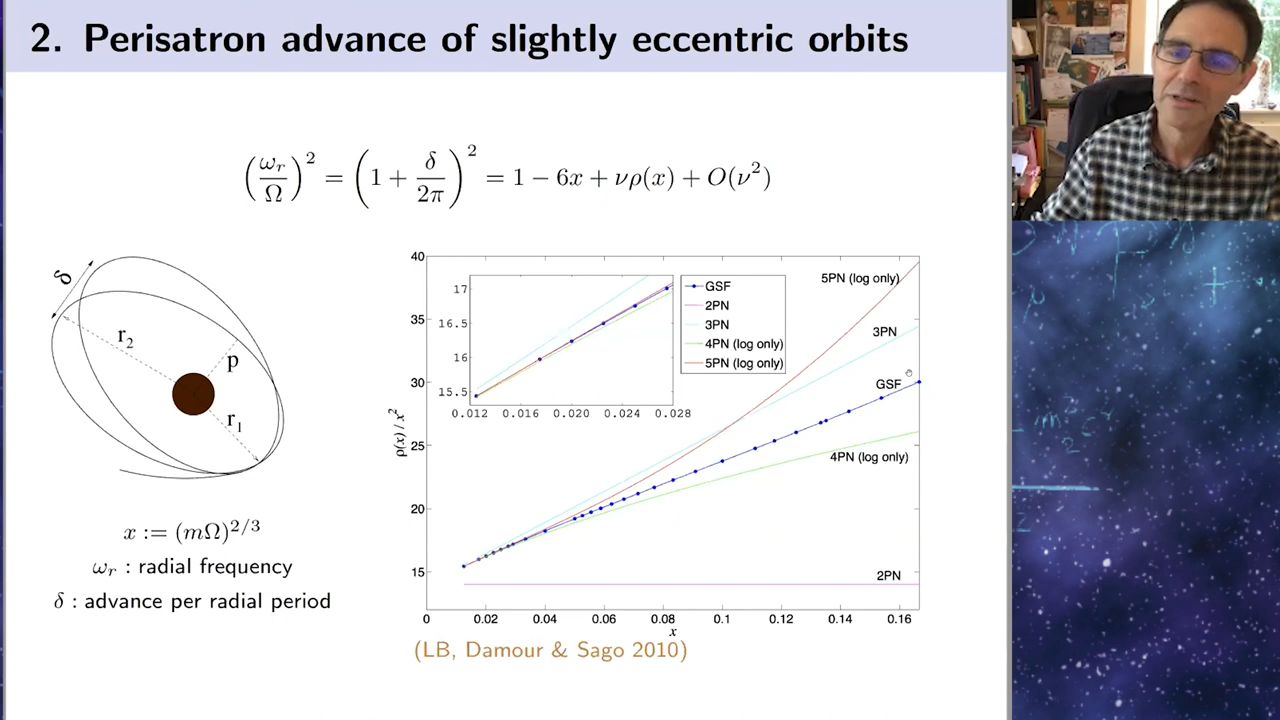 2. Perisatron advance of slightly eccentric orbits
(ω_r/Ω)² = (1 + δ/2π)² = 1 − 6x + νρ(x) + O(ν²)
δ
r₂
p
r₁
x := (mΩ)^{2/3}
ω_r : radial frequency
δ : advance per radial period
40
35
30
25
20
15
ρ(x) / x²
17
16.5
16
15.5
0.012 0.016 0.020 0.024 0.028
GSF
2PN
3PN
4PN (log only)
5PN (log only)
5PN (log only)
3PN
GSF
4PN (log only)
2PN
0 0.02 0.04 0.06 0.08 0.1 0.12 0.14 0.16
x
(LB, Damour & Sago 2010)